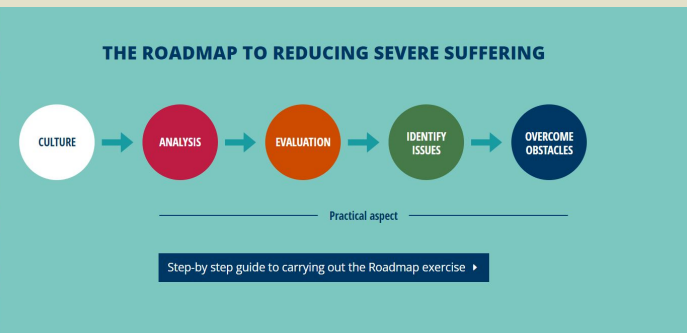 THE ROADMAP TO REDUCING SEVERE SUFFERING
CULTURE
ANALYSIS
EVALUATION
IDENTIFY
ISSUES
OVERCOME
OBSTACLES
Practical aspect
Step-by step guide to carrying out the Roadmap exercise